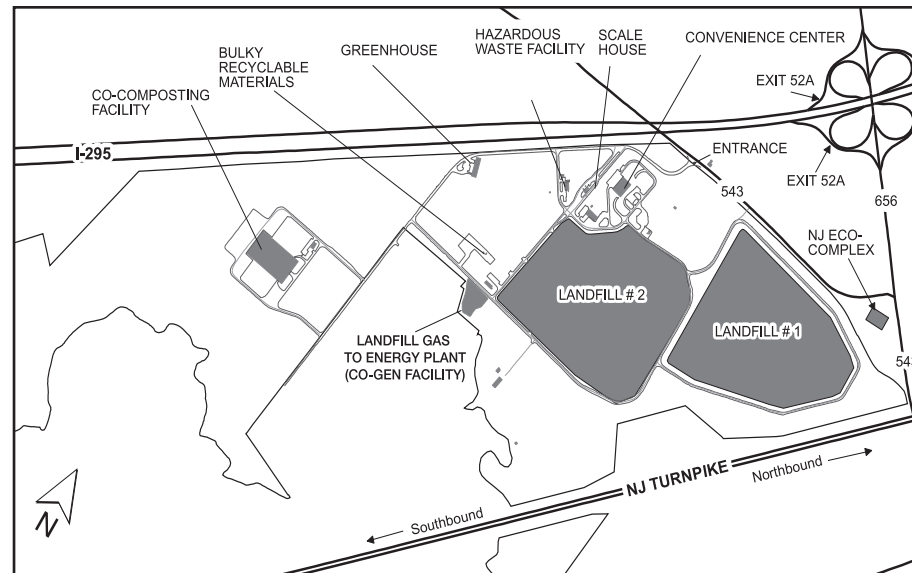 HAZARDOUS
WASTE FACILITY
SCALE
HOUSE
CONVENIENCE CENTER
GREENHOUSE
BULKY
RECYCLABLE
MATERIALS
CO-COMPOSTING
FACILITY
EXIT 52A
I-295
ENTRANCE
EXIT 52A
543
656
NJ ECO-
COMPLEX
LANDFILL # 2
LANDFILL # 1
LANDFILL GAS
TO ENERGY PLANT
(CO-GEN FACILITY)
543
NJ TURNPIKE
Northbound
Southbound
N